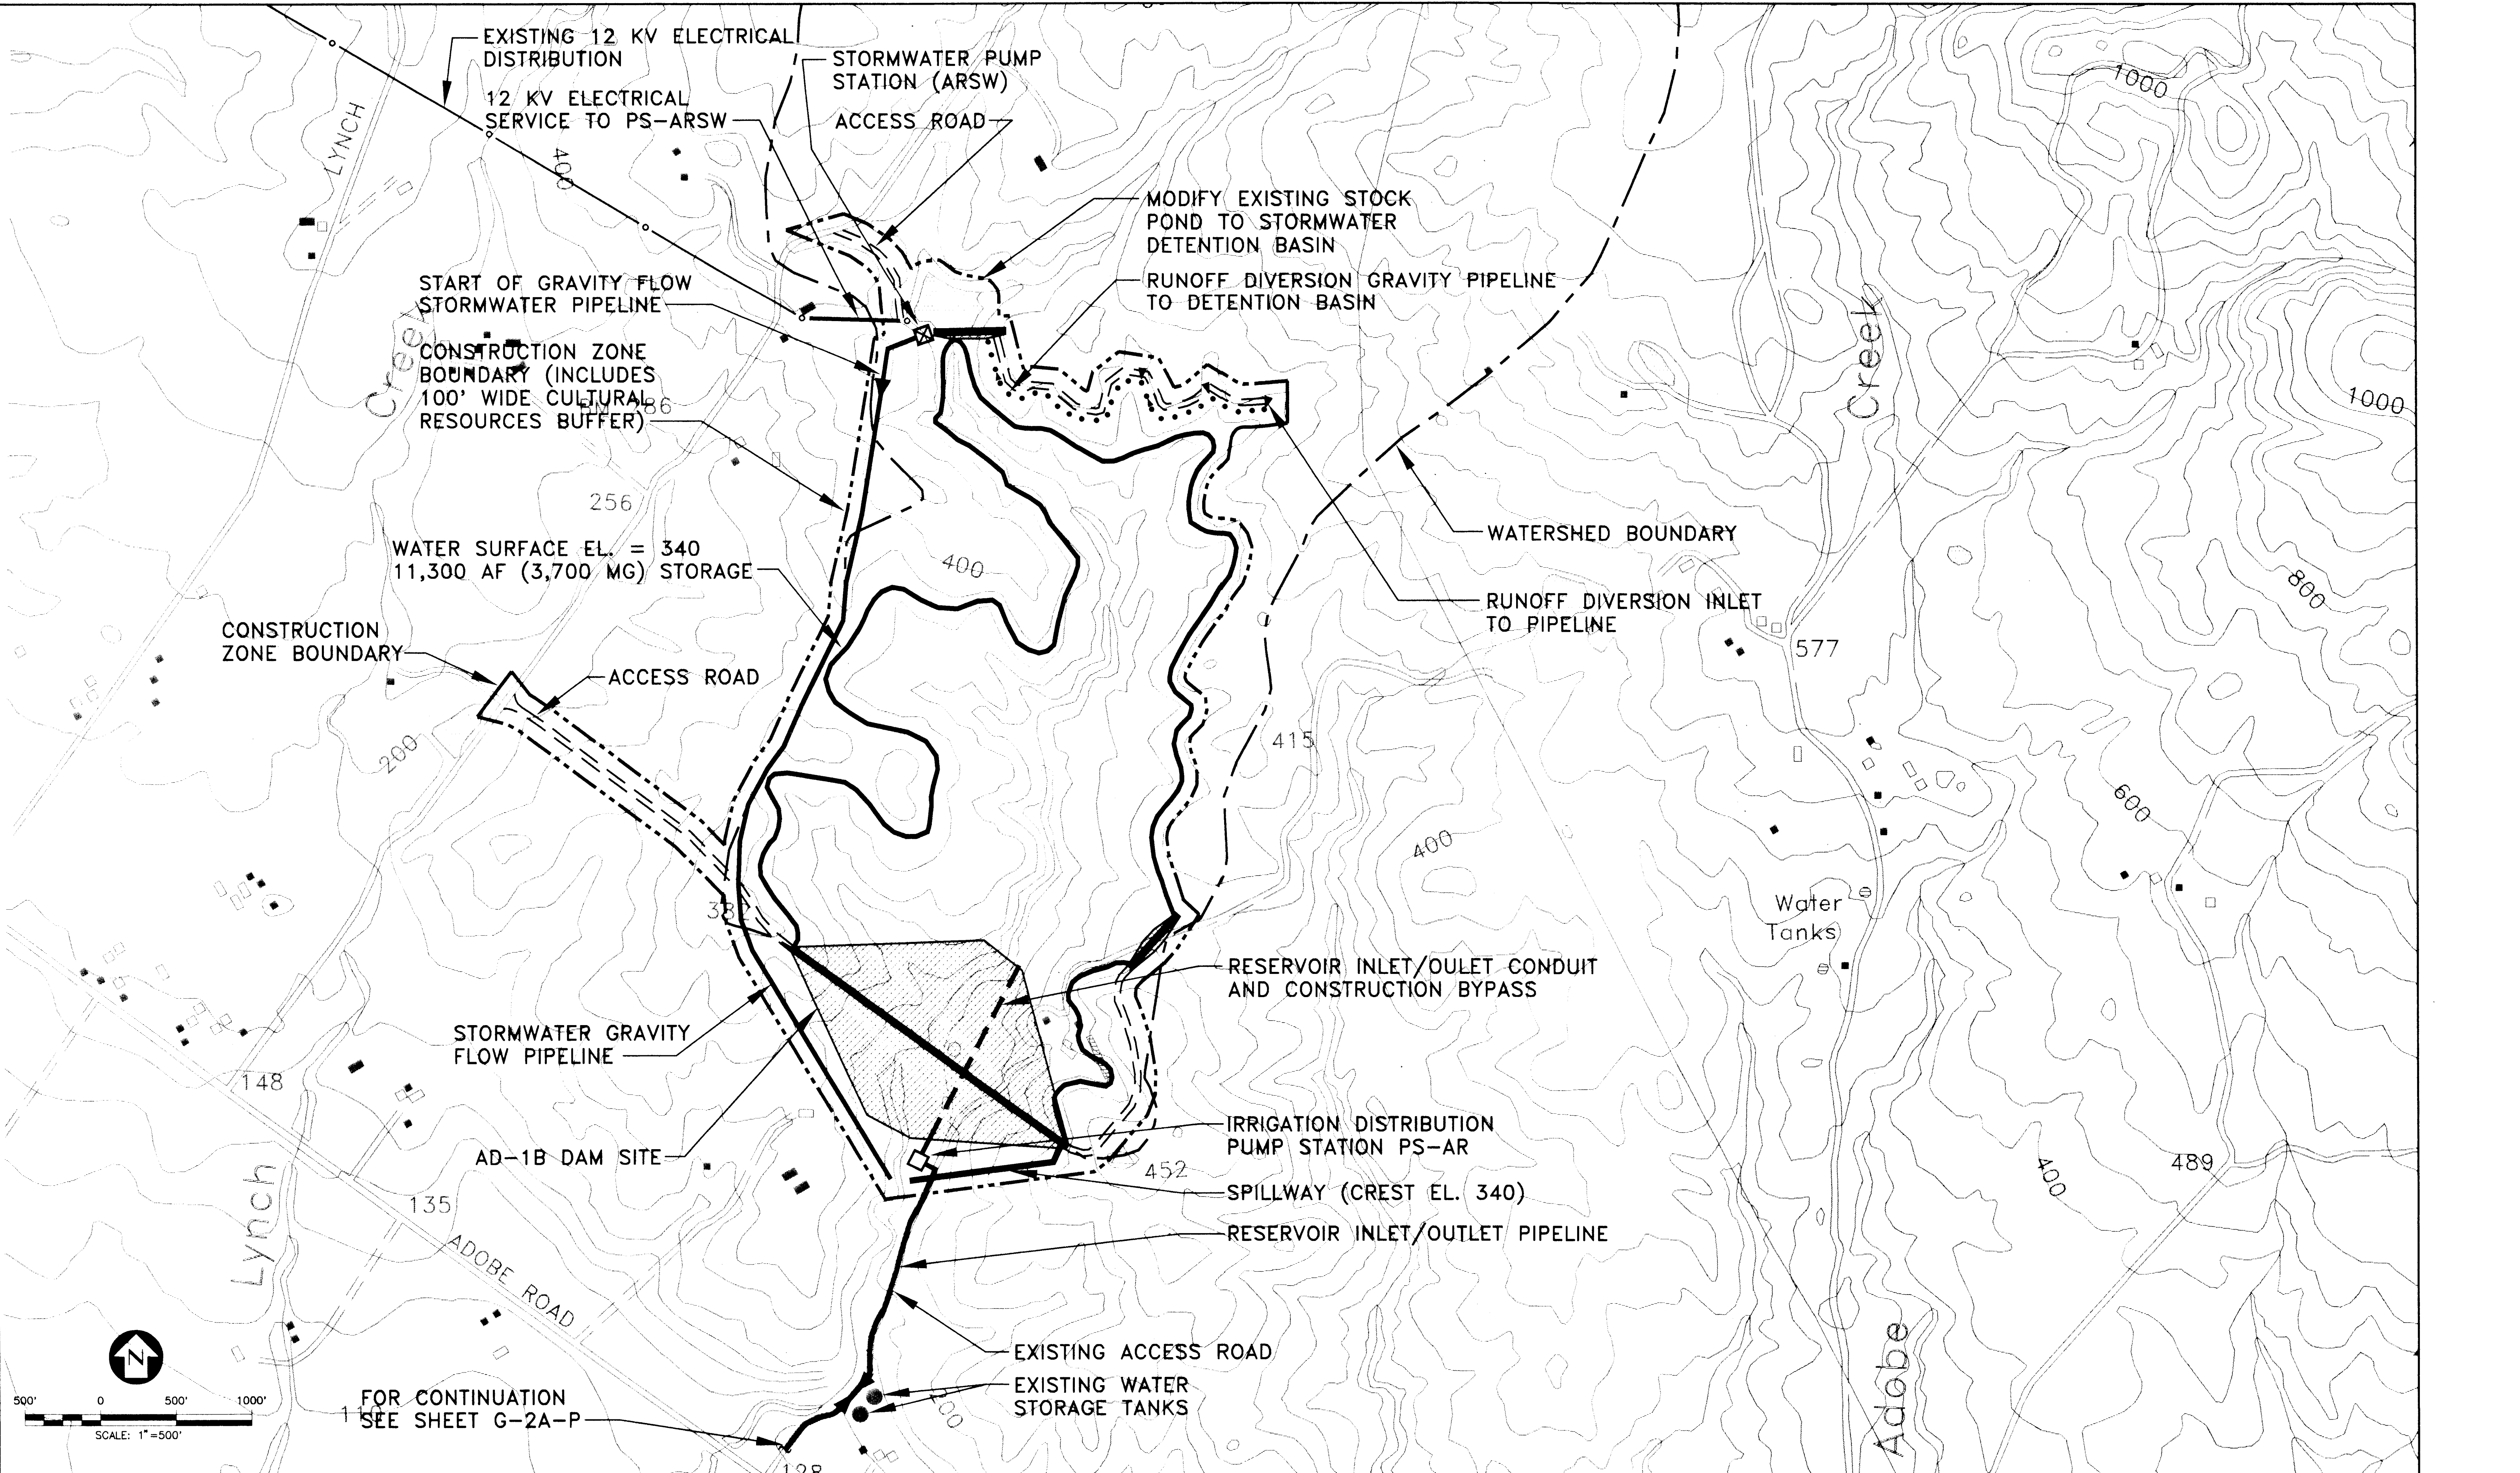 EXISTING 12 KV ELECTRICAL
DISTRIBUTION
12 KV ELECTRICAL
SERVICE TO PS-ARSW
STORMWATER PUMP
STATION (ARSW)
ACCESS ROAD
MODIFY EXISTING STOCK
POND TO STORMWATER
DETENTION BASIN
RUNOFF DIVERSION GRAVITY PIPELINE
TO DETENTION BASIN
START OF GRAVITY FLOW
STORMWATER PIPELINE
CONSTRUCTION ZONE
BOUNDARY (INCLUDES
100' WIDE CULTURAL
RESOURCES BUFFER)
WATER SURFACE EL. = 340
11,300 AF (3,700 MG) STORAGE
CONSTRUCTION
ZONE BOUNDARY
ACCESS ROAD
WATERSHED BOUNDARY
RUNOFF DIVERSION INLET
TO PIPELINE
RESERVOIR INLET/OULET CONDUIT
AND CONSTRUCTION BYPASS
STORMWATER GRAVITY
FLOW PIPELINE
AD-1B DAM SITE
IRRIGATION DISTRIBUTION
PUMP STATION PS-AR
SPILLWAY (CREST EL. 340)
RESERVOIR INLET/OUTLET PIPELINE
EXISTING ACCESS ROAD
EXISTING WATER
STORAGE TANKS
FOR CONTINUATION
SEE SHEET G-2A-P
LYNCH
400
Creek
256
400
200
415
400
452
148
135
Lynch
ADOBE ROAD
200
128
1000
1000
Creek
800
577
600
Water
Tanks
489
400
Adobe
N
500' 0 500' 1000'
SCALE: 1"=500'